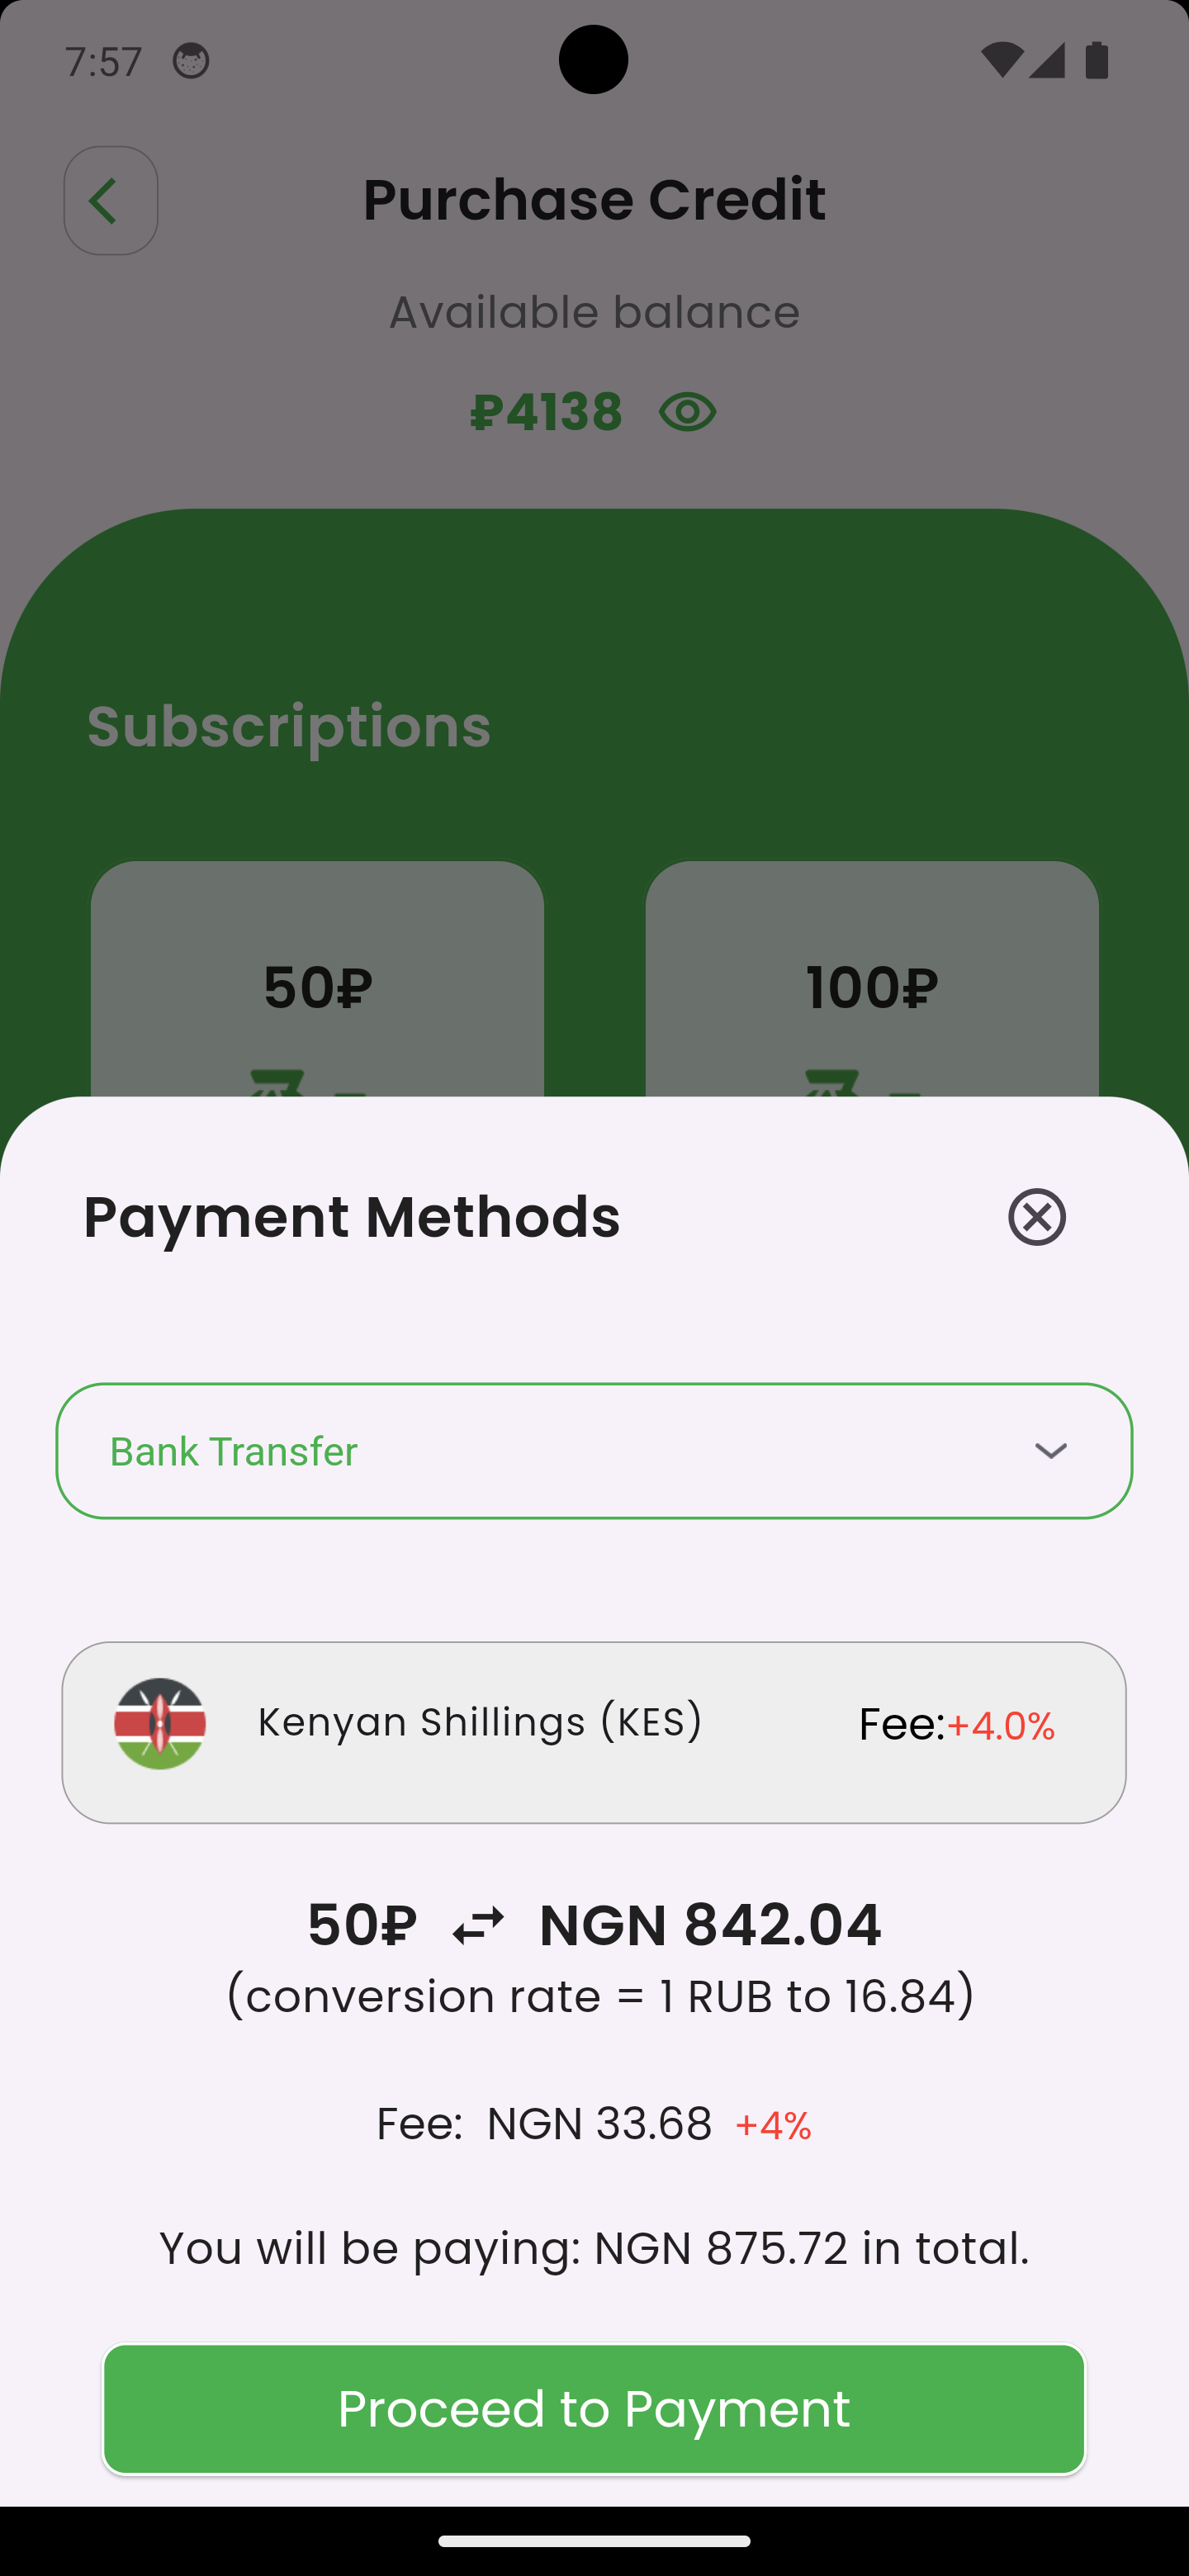 7:57
Purchase Credit
Available balance
₽4138
Subscriptions
50₽ 100₽
Payment Methods
Bank Transfer
Kenyan Shillings (KES) Fee:+4.0%
50₽ NGN 842.04
(conversion rate = 1 RUB to 16.84)
Fee: NGN 33.68 +4%
You will be paying: NGN 875.72 in total.
Proceed to Payment